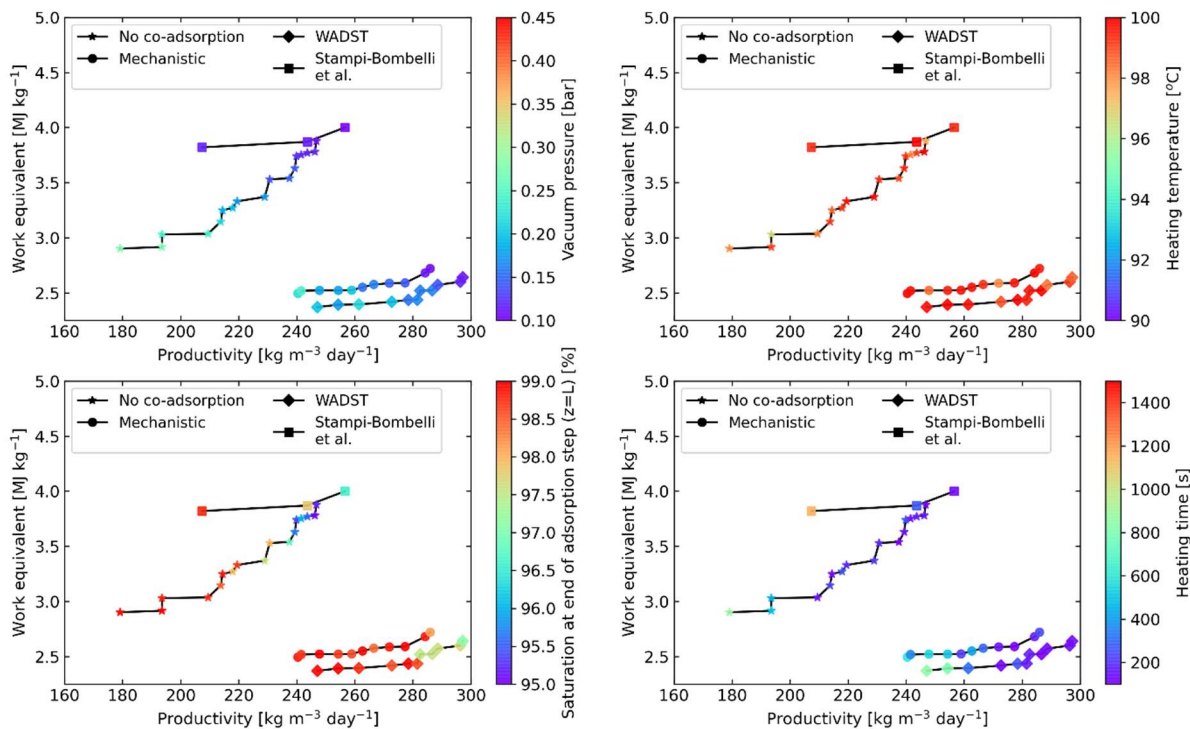 5.0
4.5
4.0
3.5
3.0
2.5
Work equivalent [MJ kg⁻¹]
No co-adsorption
Mechanistic
WADST
Stampi-Bombelli
et al.
160 180 200 220 240 260 280 300
Productivity [kg m⁻³ day⁻¹]
0.45
0.40
0.35
0.30
0.25
0.20
0.15
0.10
Vacuum pressure [bar]
5.0
4.5
4.0
3.5
3.0
2.5
Work equivalent [MJ kg⁻¹]
No co-adsorption
Mechanistic
WADST
Stampi-Bombelli
et al.
160 180 200 220 240 260 280 300
Productivity [kg m⁻³ day⁻¹]
100
98
96
94
92
90
Heating temperature [°C]
5.0
4.5
4.0
3.5
3.0
2.5
Work equivalent [MJ kg⁻¹]
No co-adsorption
Mechanistic
WADST
Stampi-Bombelli
et al.
160 180 200 220 240 260 280 300
Productivity [kg m⁻³ day⁻¹]
99.0
98.5
98.0
97.5
97.0
96.5
96.0
95.5
95.0
Saturation at end of adsorption step (z=L) [%]
5.0
4.5
4.0
3.5
3.0
2.5
Work equivalent [MJ kg⁻¹]
No co-adsorption
Mechanistic
WADST
Stampi-Bombelli
et al.
160 180 200 220 240 260 280 300
Productivity [kg m⁻³ day⁻¹]
1400
1200
1000
800
600
400
200
Heating time [s]